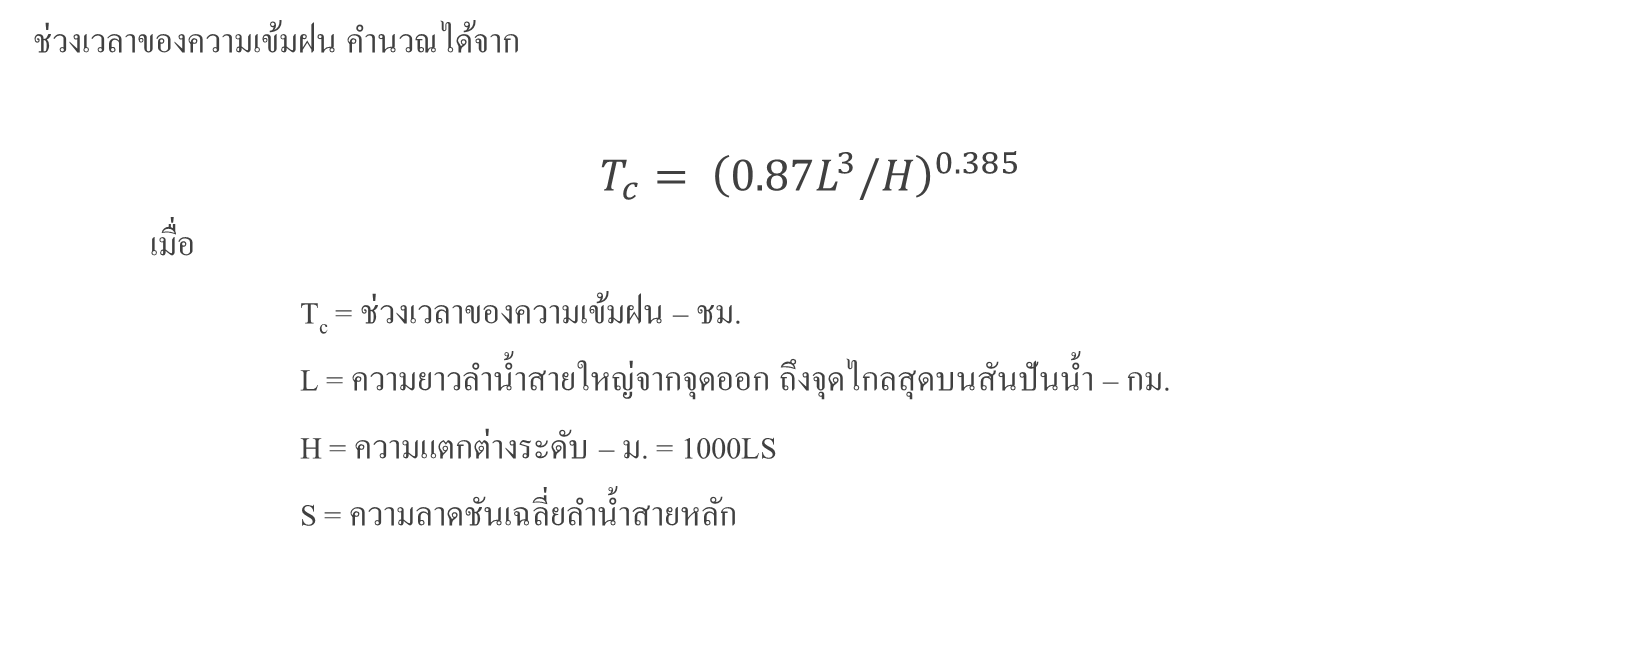 ช่วงเวลาของความเข้มฝน คำนวณได้จาก
T_c = (0.87L^3/H)^0.385
เมื่อ
T_c = ช่วงเวลาของความเข้มฝน – ชม.
L = ความยาวลำน้ำสายใหญ่จากจุดออก ถึงจุดไกลสุดบนสันปันน้ำ – กม.
H = ความแตกต่างระดับ – ม. = 1000LS
S = ความลาดชันเฉลี่ยลำน้ำสายหลัก